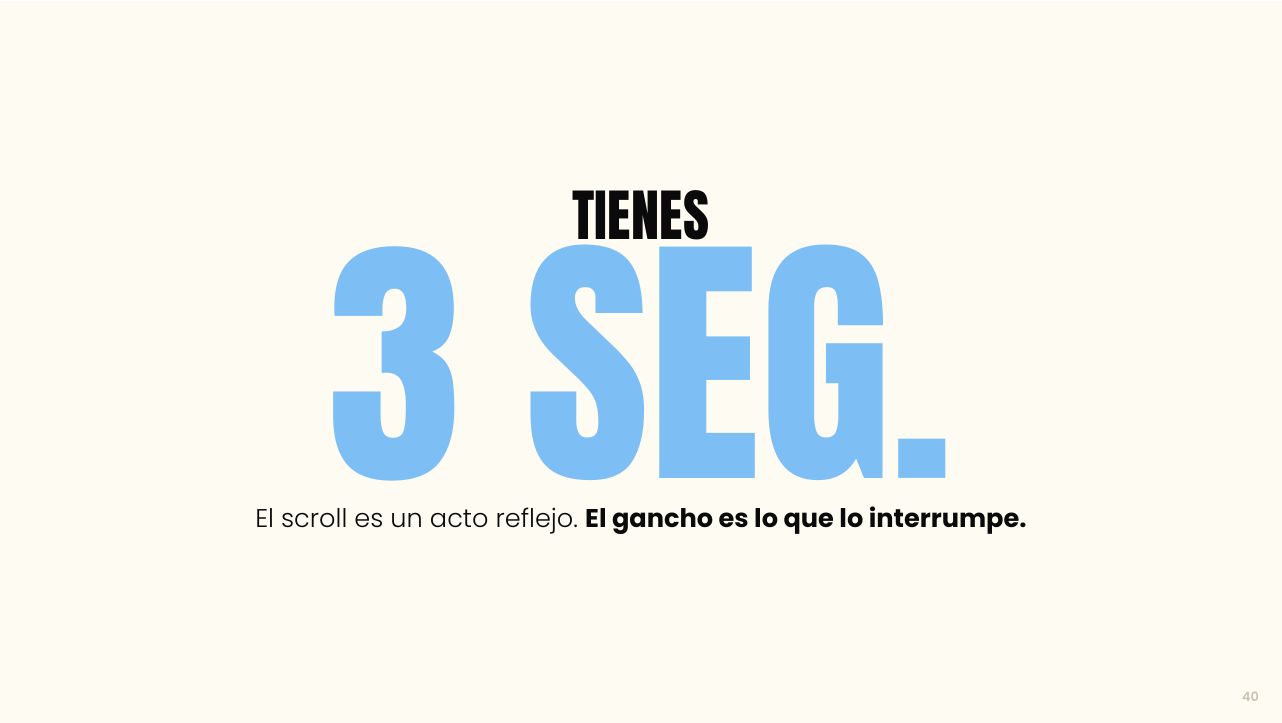 TIENES
3 SEG.
El scroll es un acto reflejo. El gancho es lo que lo interrumpe.
40